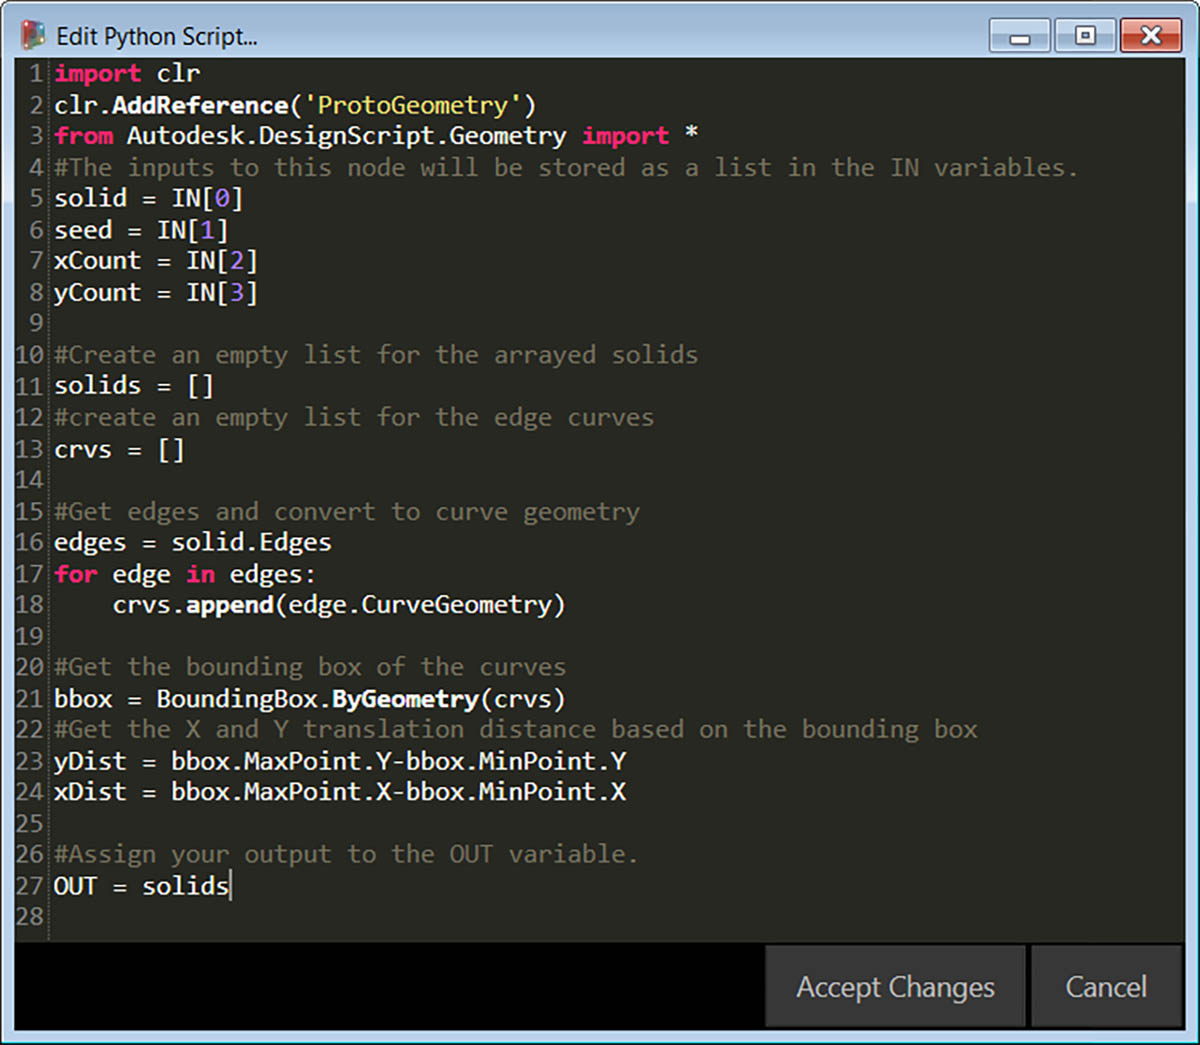 Edit Python Script...
1 import clr
2 clr.AddReference('ProtoGeometry')
3 from Autodesk.DesignScript.Geometry import *
4 #The inputs to this node will be stored as a list in the IN variables.
5 solid = IN[0]
6 seed = IN[1]
7 xCount = IN[2]
8 yCount = IN[3]
9
10 #Create an empty list for the arrayed solids
11 solids = []
12 #create an empty list for the edge curves
13 crvs = []
14
15 #Get edges and convert to curve geometry
16 edges = solid.Edges
17 for edge in edges:
18     crvs.append(edge.CurveGeometry)
19
20 #Get the bounding box of the curves
21 bbox = BoundingBox.ByGeometry(crvs)
22 #Get the X and Y translation distance based on the bounding box
23 yDist = bbox.MaxPoint.Y-bbox.MinPoint.Y
24 xDist = bbox.MaxPoint.X-bbox.MinPoint.X
25
26 #Assign your output to the OUT variable.
27 OUT = solids
28
Accept Changes
Cancel